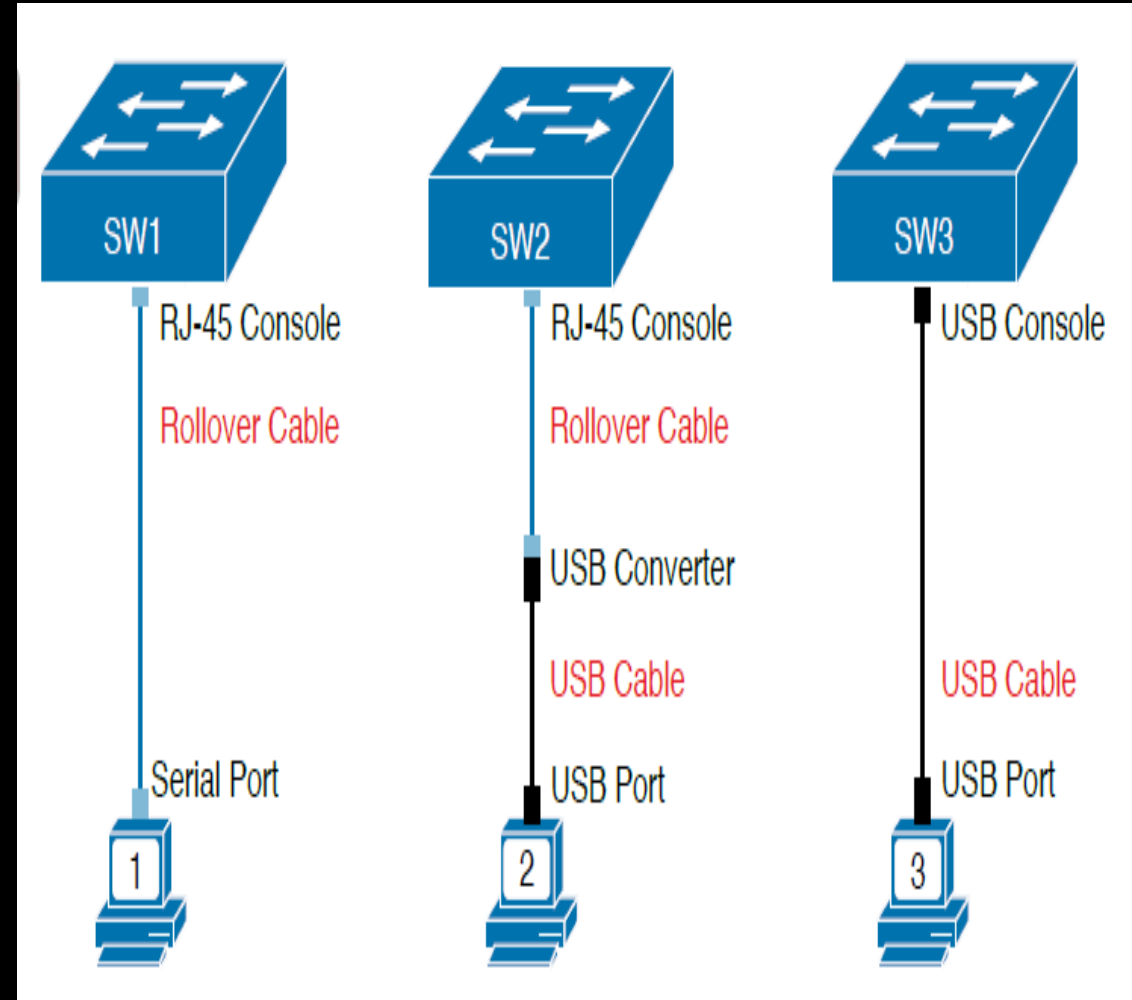 SW1
RJ-45 Console
Rollover Cable
Serial Port
1
SW2
RJ-45 Console
Rollover Cable
USB Converter
USB Cable
USB Port
2
SW3
USB Console
USB Cable
USB Port
3